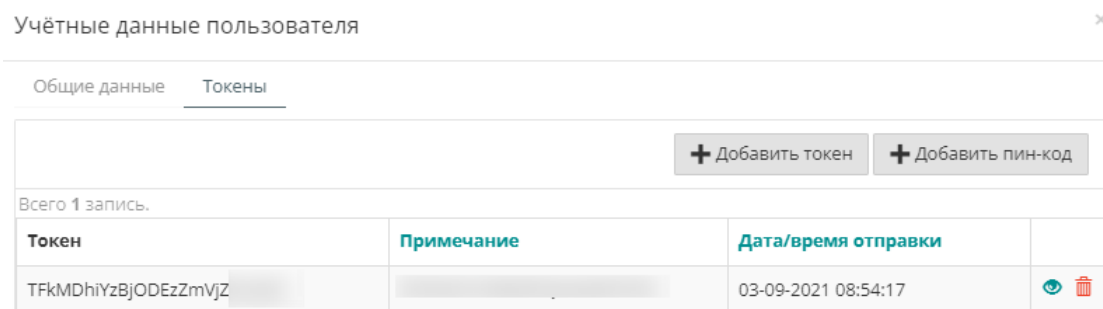 Учётные данные пользователя
Общие данные Токены
Добавить токен Добавить пин-код
Всего 1 запись.
Токен Примечание Дата/время отправки
TFkMDhiYzBjODEzZmVjZ 03-09-2021 08:54:17